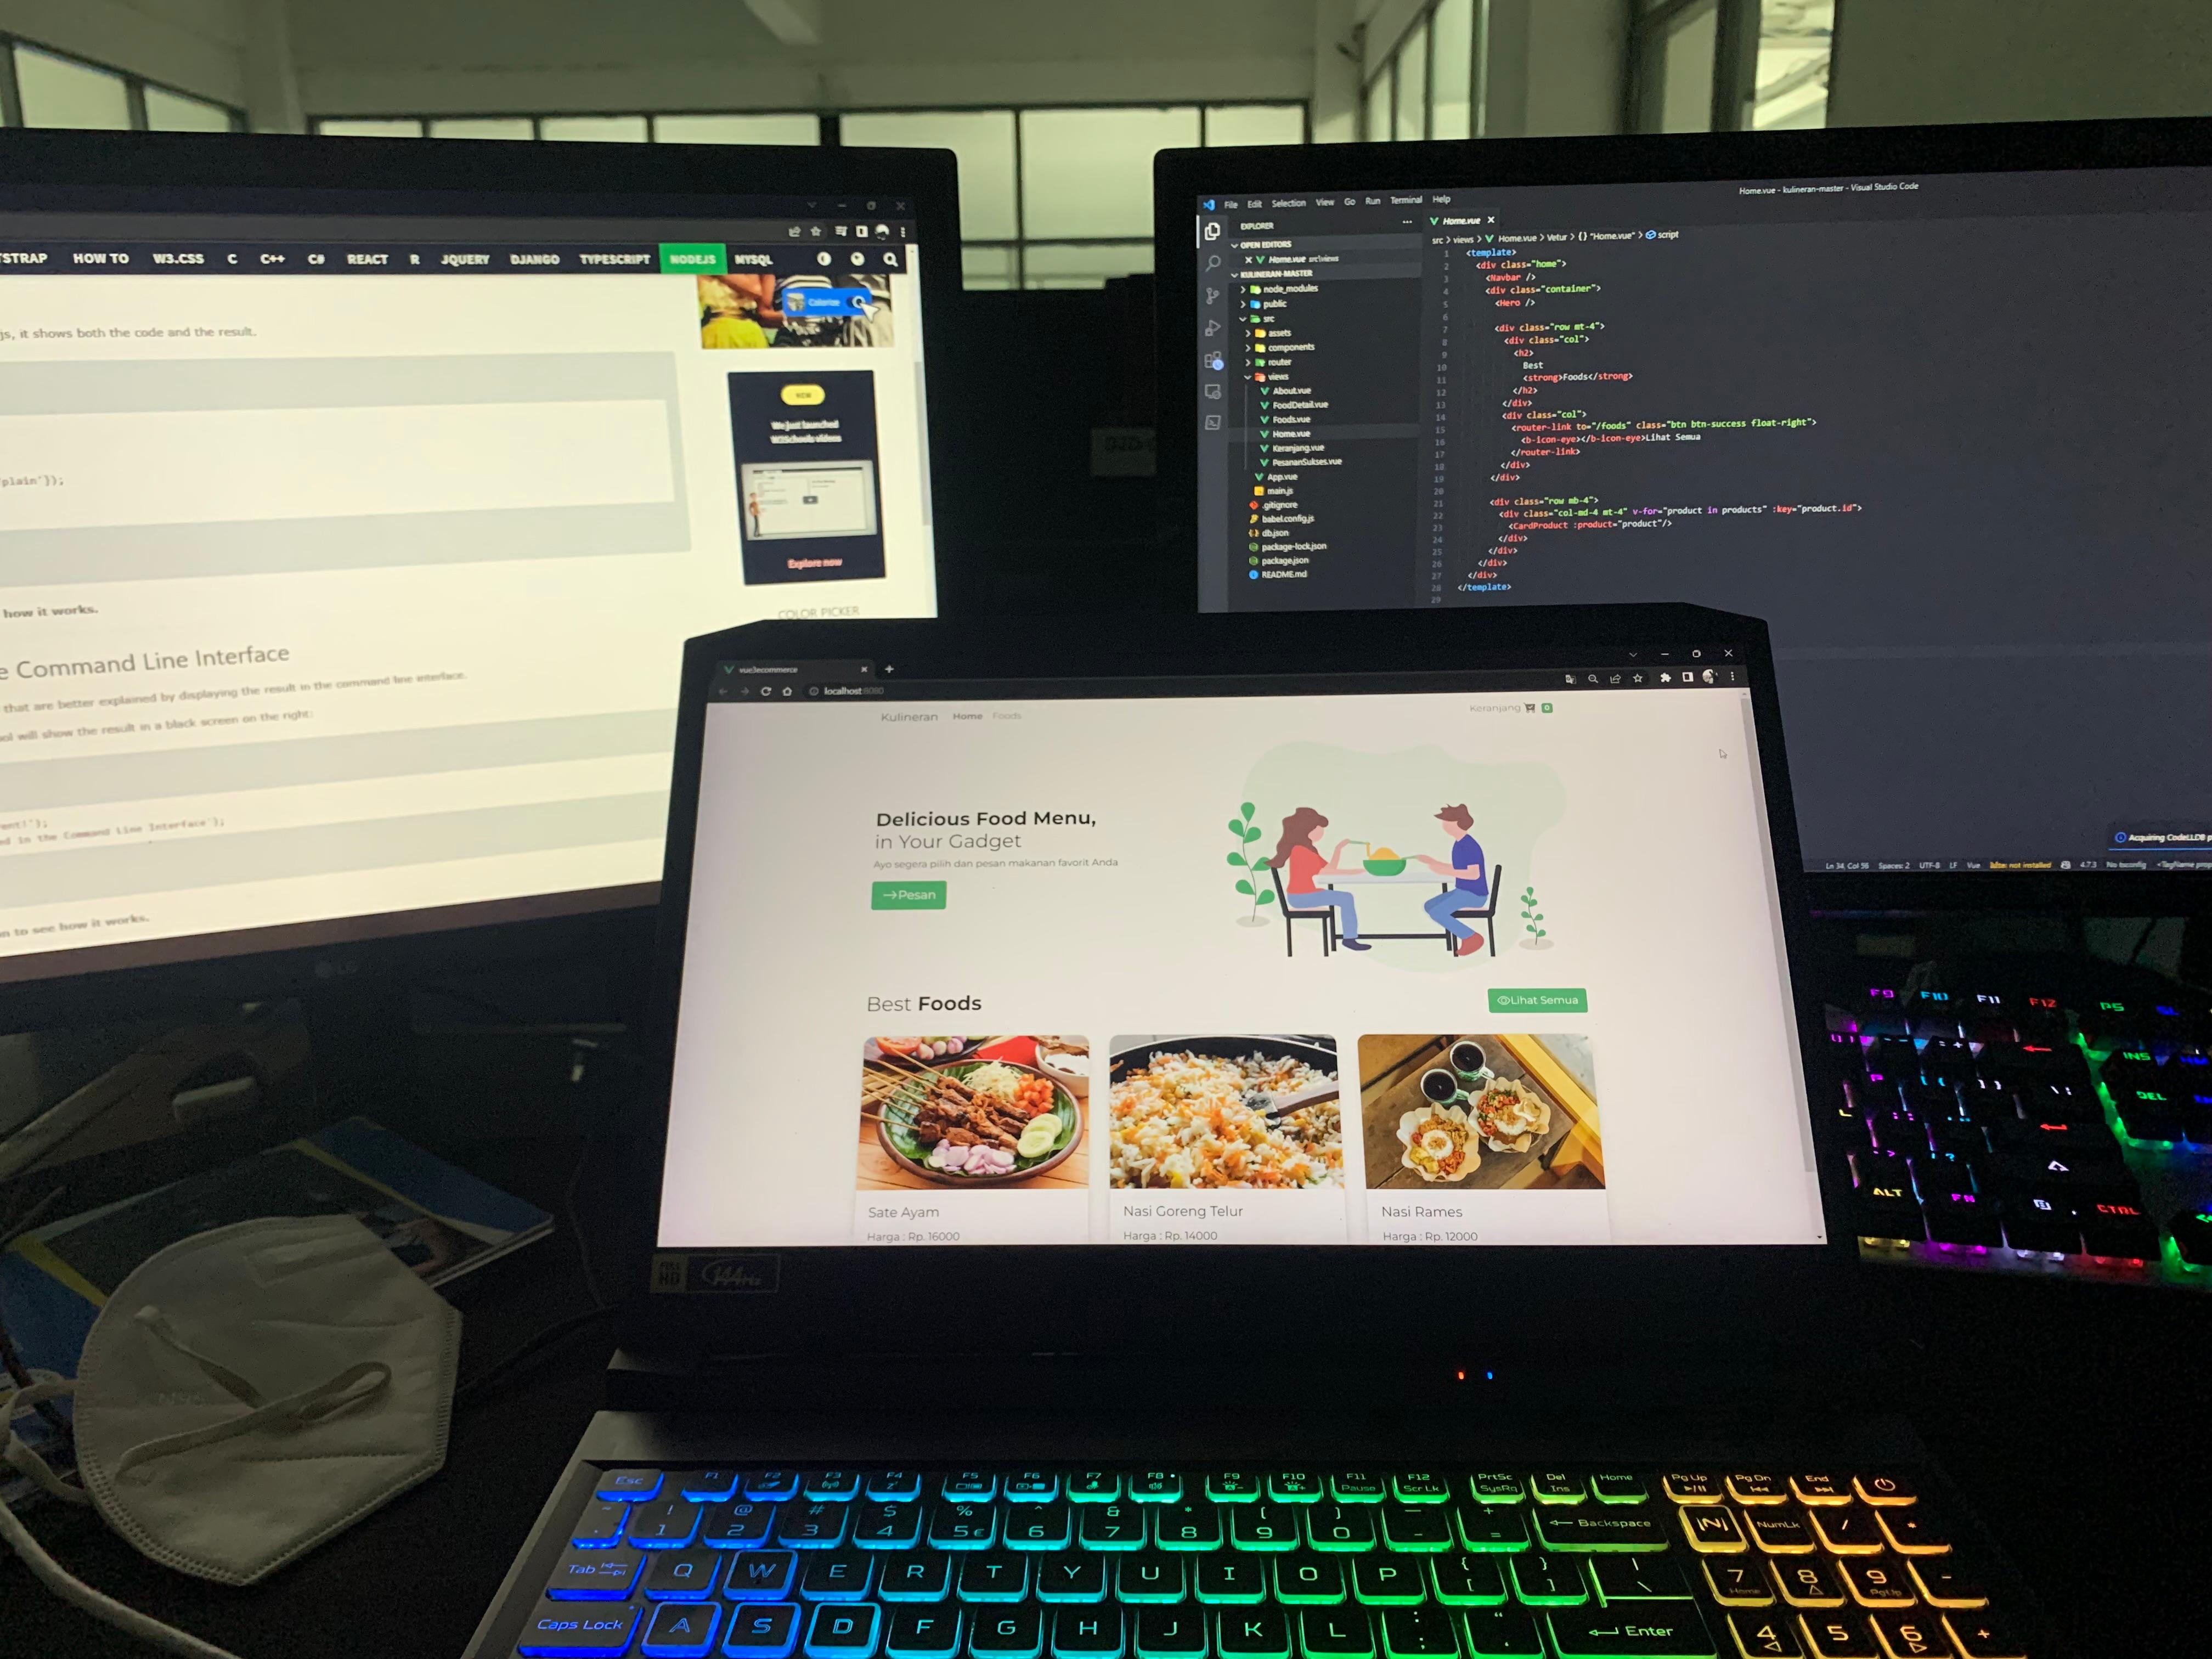 TSTRAP HOW TO W3.CSS C C++ C# REACT R JQUERY DJANGO TYPESCRIPT NODEJS MYSQL
js, it shows both the code and the result.
plain'});
how it works.
e Command Line Interface
that are better explained by displaying the result in the command line interface.
ool will show the result in a black screen on the right:
ed in the Command Line Interface');
n to see how it works.
Colorize
NEW
We just launched
W3Schools videos
Explore now
COLOR PICKER
LG
Home.vue - kulineran-master - Visual Studio Code
File Edit Selection View Go Run Terminal Help
EXPLORER
OPEN EDITORS
Home.vue src\views
KULINERAN-MASTER
node_modules
public
src
assets
components
router
views
About.vue
FoodDetail.vue
Foods.vue
Home.vue
Keranjang.vue
PesananSukses.vue
App.vue
main.js
.gitignore
babel.config.js
db.json
package-lock.json
package.json
README.md
Home.vue
src > views > Home.vue > Vetur > {} "Home.vue" > script
1 <template>
2 <div class="home">
3 <Navbar />
4 <div class="container">
5 <Hero />
6
7 <div class="row mt-4">
8 <div class="col">
9 <h2>
10 Best
11 <strong>Foods</strong>
12 </h2>
13 </div>
14 <div class="col">
15 <router-link to="/foods" class="btn btn-success float-right">
16 <b-icon-eye></b-icon-eye>Lihat Semua
17 </router-link>
18 </div>
19 </div>
20
21 <div class="row mb-4">
22 <div class="col-md-4 mt-4" v-for="product in products" :key="product.id">
23 <CardProduct :product="product"/>
24 </div>
25 </div>
26 </div>
27 </div>
28 </template>
29
Acquiring CodeLLDB p
Ln 34, Col 56 Spaces: 2 UTF-8 LF Vue not installed 4.7.3 No tsconfig <TagName prop
vue3ecommerce
localhost:8080
Kulineran Home Foods
Keranjang 0
Delicious Food Menu,
in Your Gadget
Ayo segera pilih dan pesan makanan favorit Anda
→Pesan
Best Foods
Lihat Semua
Sate Ayam
Harga : Rp. 16000
Nasi Goreng Telur
Harga : Rp. 14000
Nasi Rames
Harga : Rp. 12000
FULL HD 144Hz
N95
F9 F10 F11 F12 PS
INS
DEL
ALT FN CTRL
Esc F1 F2 F3 F4 F5 F6 F7 F8 F9 F10 F11 F12 PrtSc Del Home Pg Up Pg Dn End
Pause Scr Lk SysRq Ins
! @ # $ % ^ & * ( ) _ +
1 2 3 4 5 € 6 7 8 9 0 - = Backspace NumLk / *
Tab Q W E R T Y U I O P { [ } ] | \ 7 Home 8 9 PgUp -
Caps Lock A S D F G H J K L : ; " ' Enter 4 5 6 +